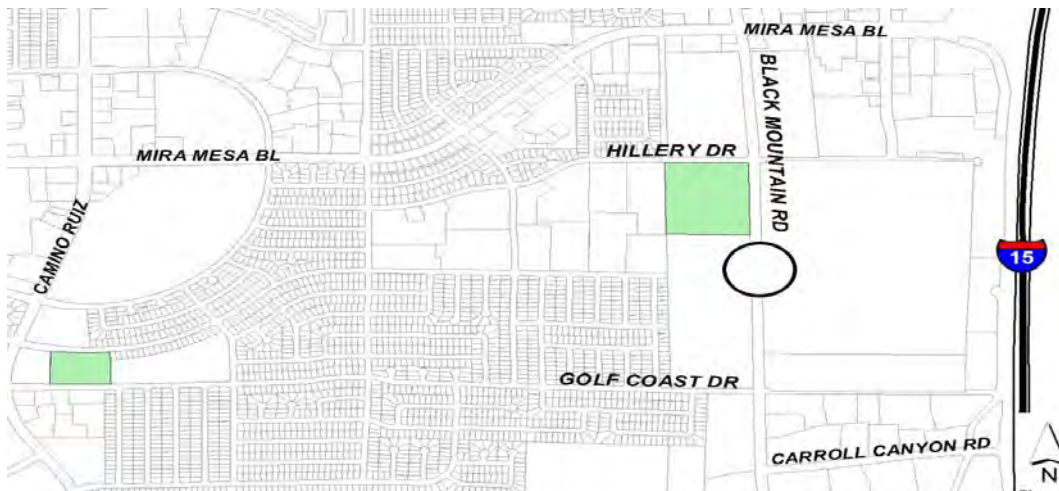 MIRA MESA BL
BLACK MOUNTAIN RD
HILLERY DR
MIRA MESA BL
CAMINO RUIZ
15
GOLF COAST DR
CARROLL CANYON RD
N